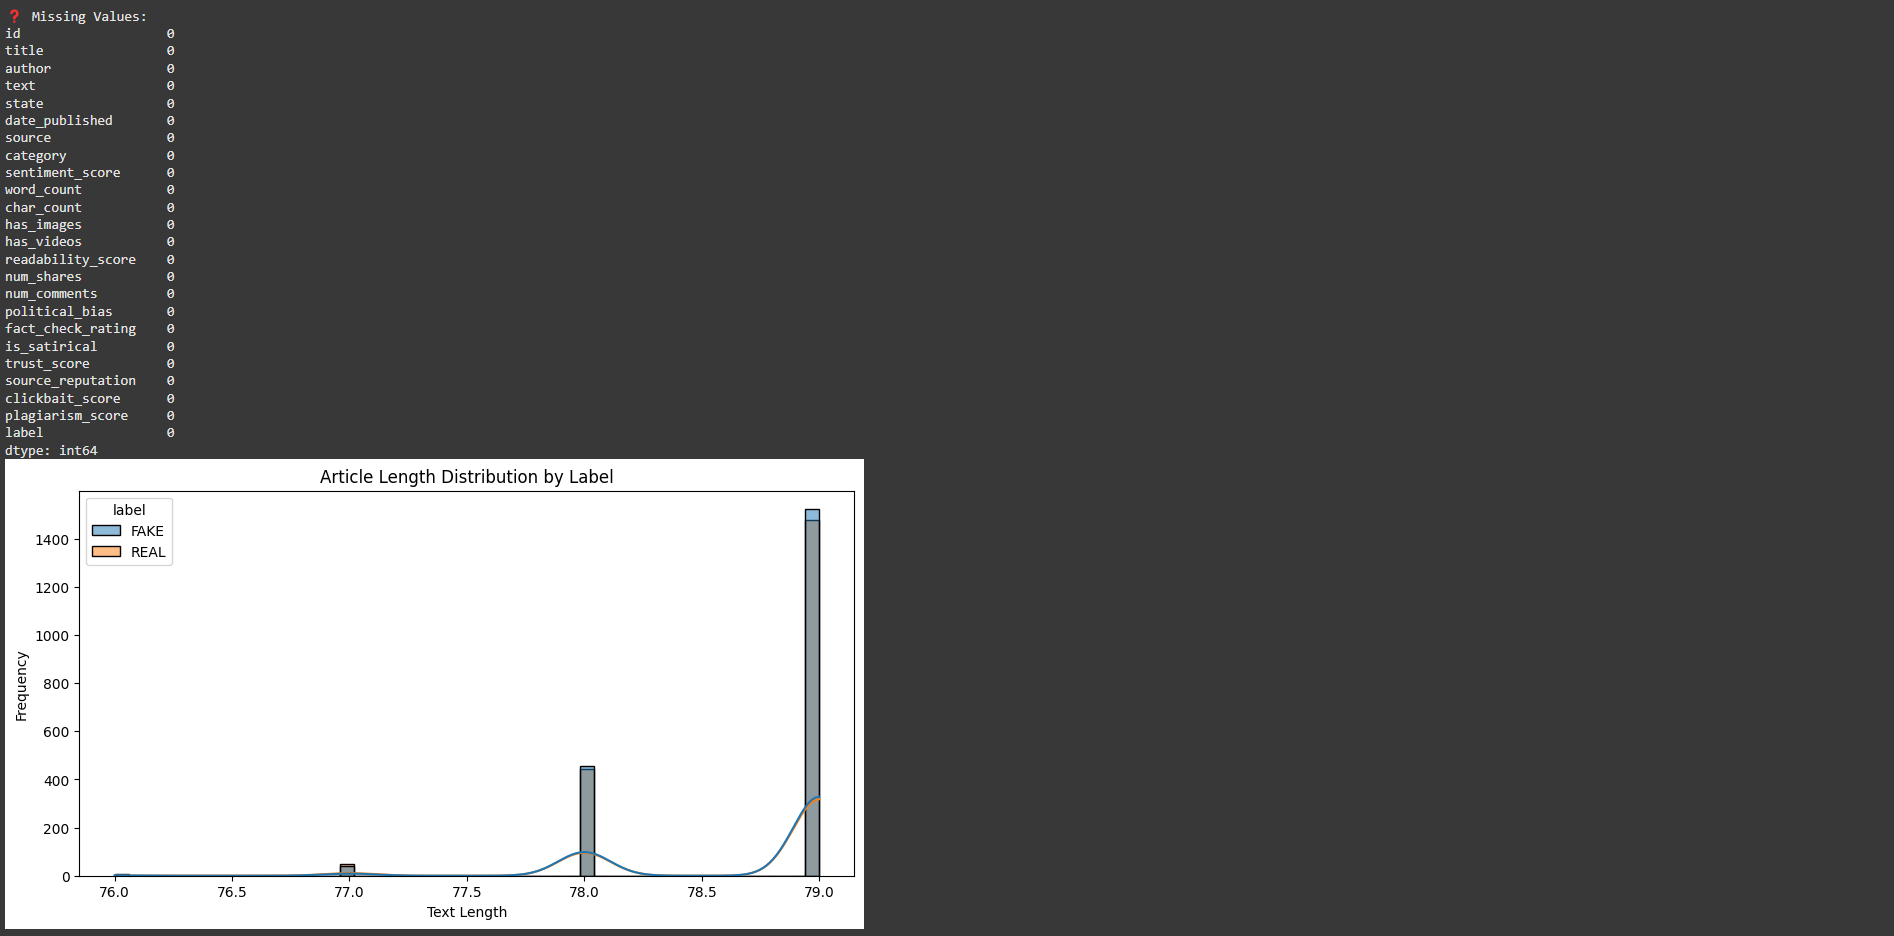 ❓ Missing Values:
id 0
title 0
author 0
text 0
state 0
date_published 0
source 0
category 0
sentiment_score 0
word_count 0
char_count 0
has_images 0
has_videos 0
readability_score 0
num_shares 0
num_comments 0
political_bias 0
fact_check_rating 0
is_satirical 0
trust_score 0
source_reputation 0
clickbait_score 0
plagiarism_score 0
label 0
dtype: int64
Article Length Distribution by Label
label
FAKE
REAL
Frequency
1400
1200
1000
800
600
400
200
0
76.0 76.5 77.0 77.5 78.0 78.5 79.0
Text Length